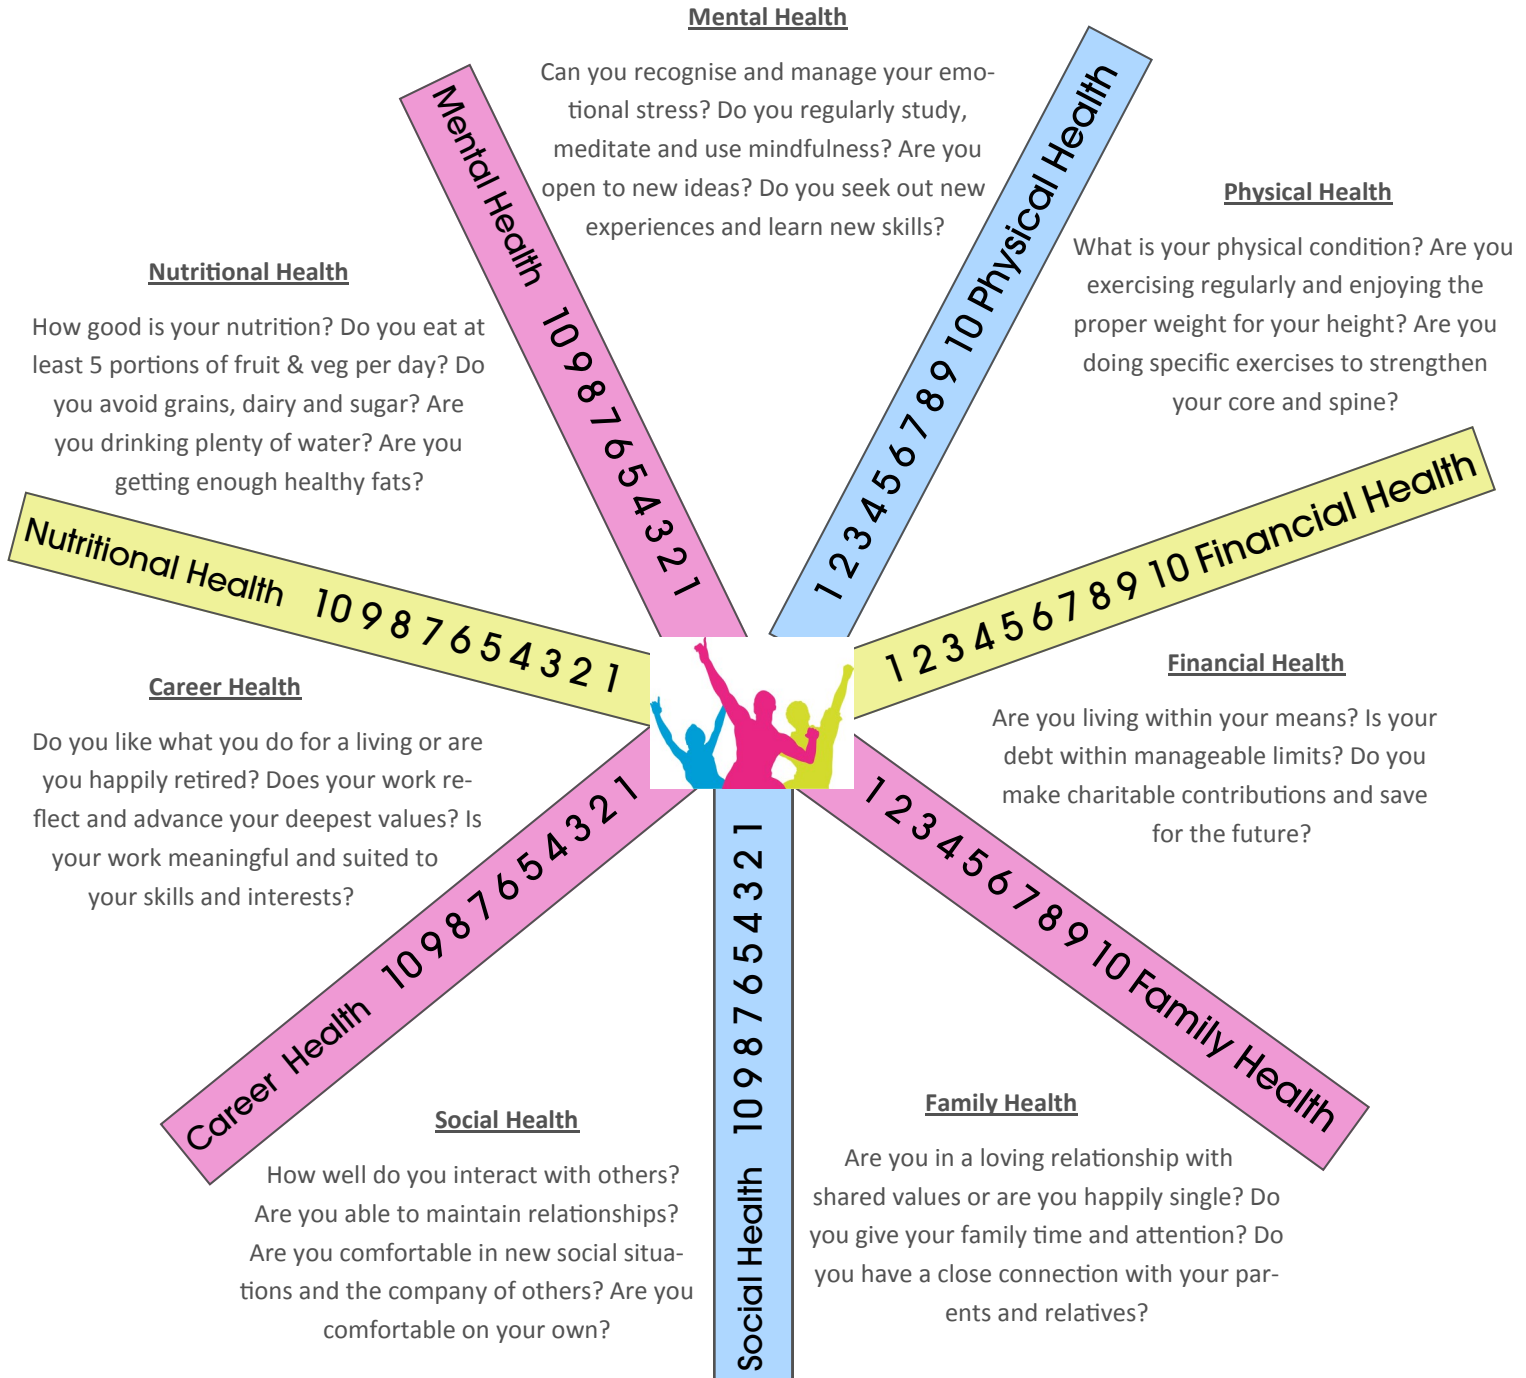 Mental Health
Can you recognise and manage your emo-
tional stress? Do you regularly study,
meditate and use mindfulness? Are you
open to new ideas? Do you seek out new
experiences and learn new skills?
Mental Health 10 9 8 7 6 5 4 3 2 1
1 2 3 4 5 6 7 8 9 10 Physical Health
Physical Health
What is your physical condition? Are you
exercising regularly and enjoying the
proper weight for your height? Are you
doing specific exercises to strengthen
your core and spine?
Nutritional Health
How good is your nutrition? Do you eat at
least 5 portions of fruit & veg per day? Do
you avoid grains, dairy and sugar? Are
you drinking plenty of water? Are you
getting enough healthy fats?
Nutritional Health 10 9 8 7 6 5 4 3 2 1
1 2 3 4 5 6 7 8 9 10 Financial Health
Financial Health
Are you living within your means? Is your
debt within manageable limits? Do you
make charitable contributions and save
for the future?
Career Health
Do you like what you do for a living or are
you happily retired? Does your work re-
flect and advance your deepest values? Is
your work meaningful and suited to
your skills and interests?
Career Health 10 9 8 7 6 5 4 3 2 1
1 2 3 4 5 6 7 8 9 10 Family Health
Social Health
How well do you interact with others?
Are you able to maintain relationships?
Are you comfortable in new social situa-
tions and the company of others? Are you
comfortable on your own?
Social Health 10 9 8 7 6 5 4 3 2 1
Family Health
Are you in a loving relationship with
shared values or are you happily single? Do
you give your family time and attention? Do
you have a close connection with your par-
ents and relatives?